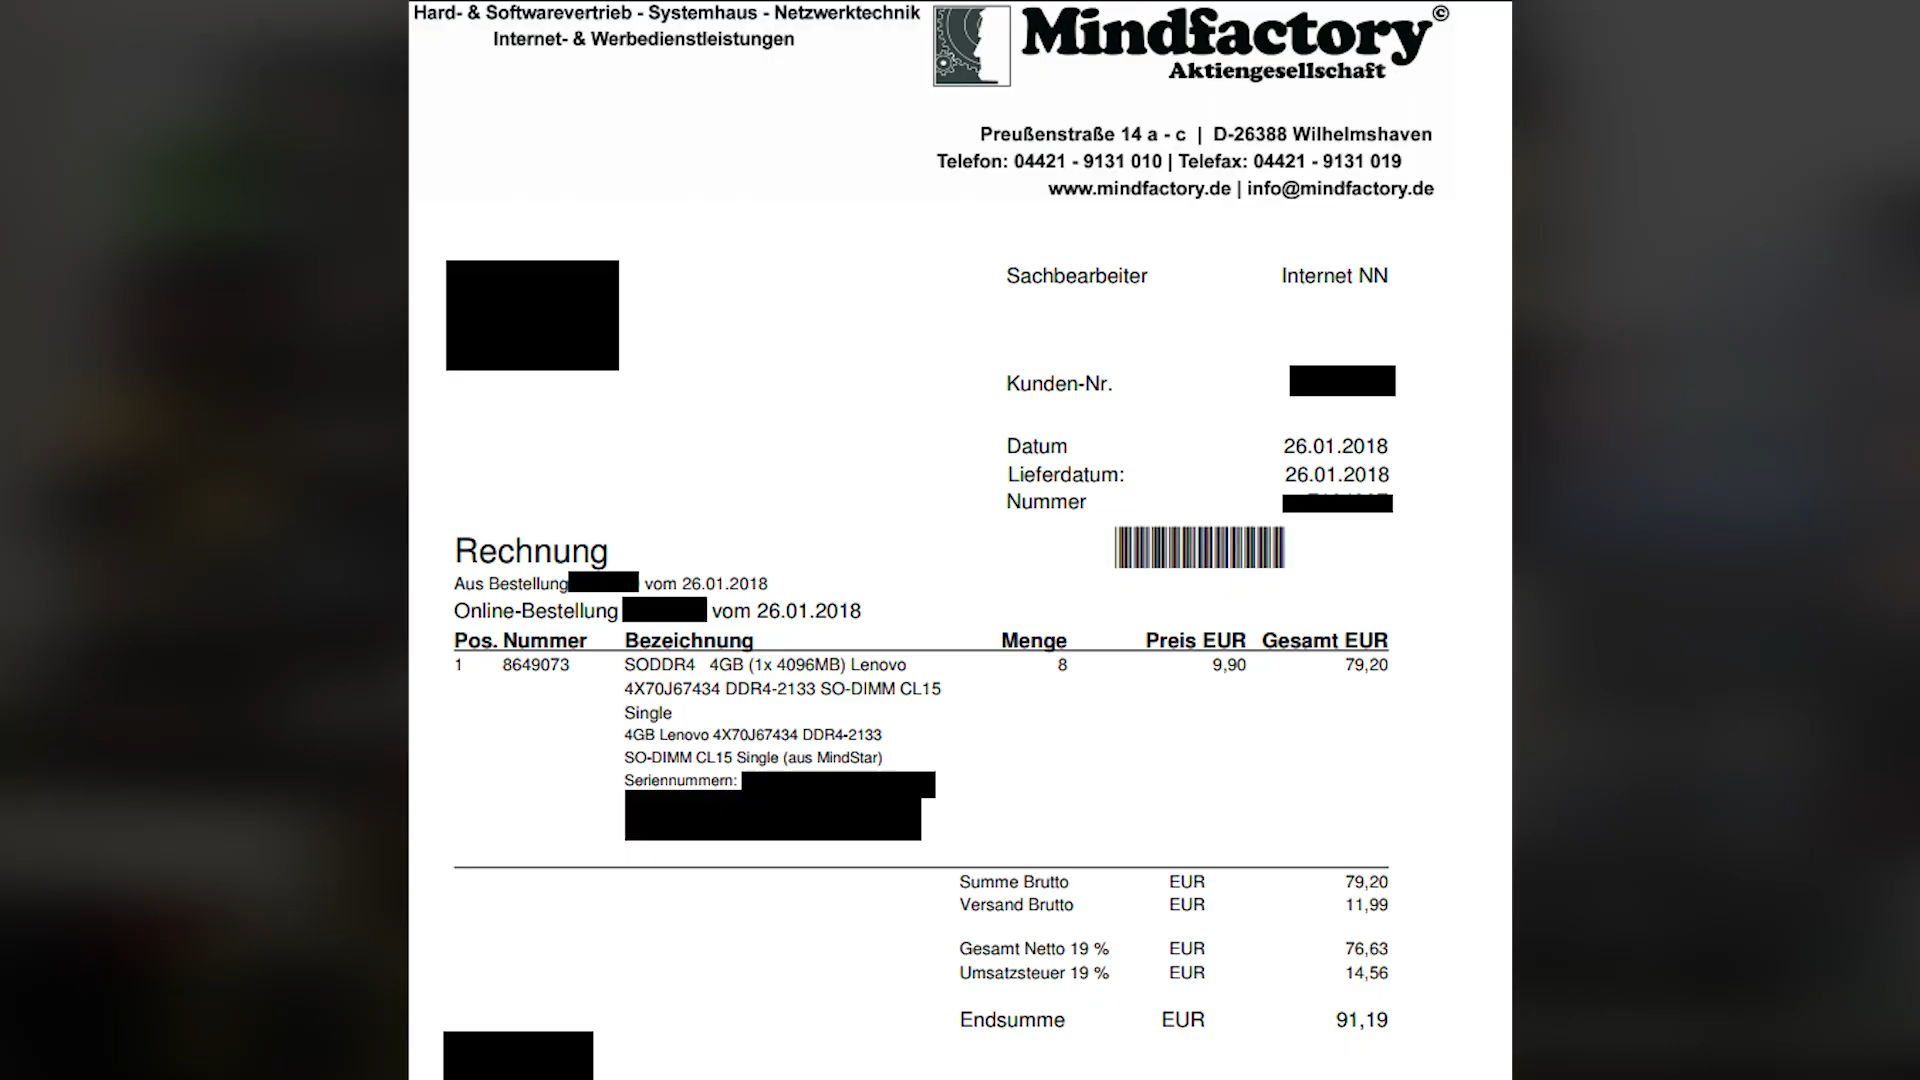 Hard- & Softwarevertrieb - Systemhaus - Netzwerktechnik
Internet- & Werbedienstleistungen
Mindfactory©
Aktiengesellschaft
Preußenstraße 14 a - c | D-26388 Wilhelmshaven
Telefon: 04421 - 9131 010 | Telefax: 04421 - 9131 019
www.mindfactory.de | info@mindfactory.de
Sachbearbeiter Internet NN
Kunden-Nr.
Datum 26.01.2018
Lieferdatum: 26.01.2018
Nummer
Rechnung
Aus Bestellung vom 26.01.2018
Online-Bestellung vom 26.01.2018
Pos. Nummer Bezeichnung Menge Preis EUR Gesamt EUR
1 8649073 SODDR4 4GB (1x 4096MB) Lenovo 8 9,90 79,20
4X70J67434 DDR4-2133 SO-DIMM CL15
Single
4GB Lenovo 4X70J67434 DDR4-2133
SO-DIMM CL15 Single (aus MindStar)
Seriennummern:
Summe Brutto EUR 79,20
Versand Brutto EUR 11,99
Gesamt Netto 19 % EUR 76,63
Umsatzsteuer 19 % EUR 14,56
Endsumme EUR 91,19